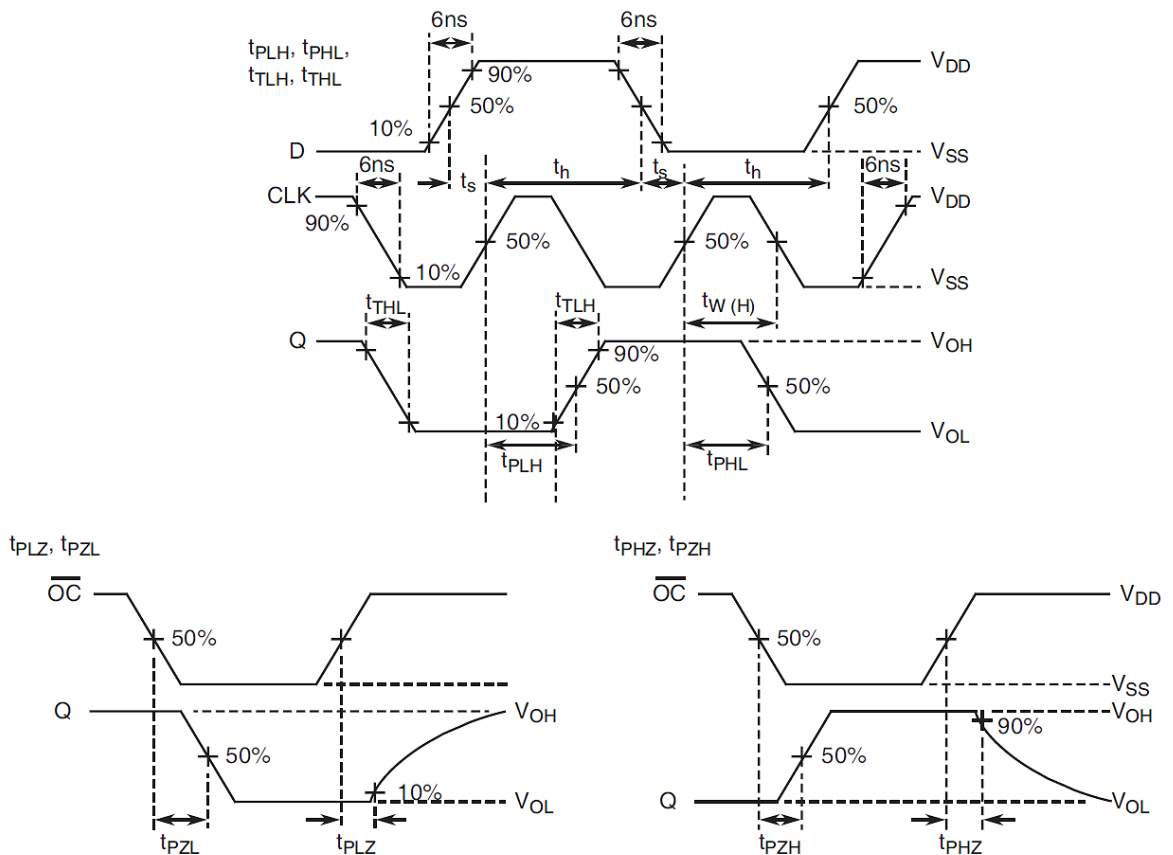 6ns 6ns
tPLH, tPHL,
tTLH, tTHL
VDD
90%
50% 50%
10%
D VSS
6ns ts th ts th 6ns
CLK VDD
90% 50% 50%
10% VSS
tTHL tTLH tW (H)
Q VOH
90%
50% 50%
10%
VOL
tPLH tPHL
tPLZ, tPZL
OC
50%
Q VOH
50%
10%
VOL
tPZL tPLZ
tPHZ, tPZH
OC VDD
50%
VSS
VOH
90%
50%
Q VOL
tPZH tPHZ